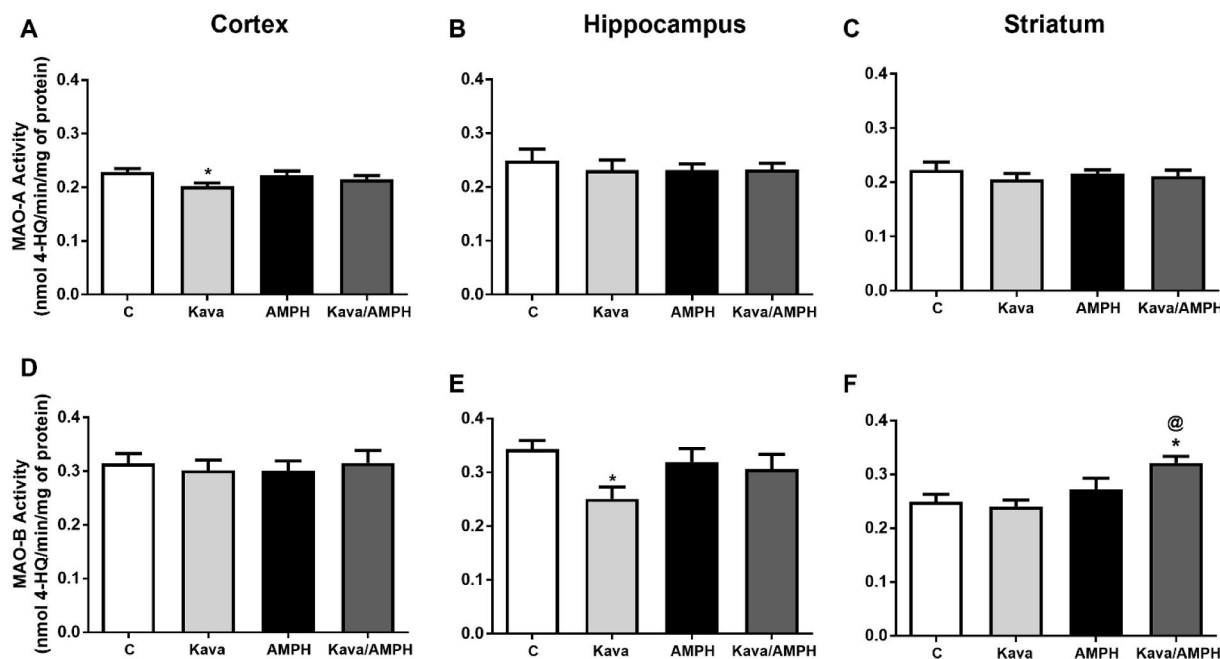 Cortex
Hippocampus
Striatum
A
MAO-A Activity
(nmol 4-HQ/min/mg of protein)
0.4
0.3
0.2
0.1
0.0
*
C
Kava
AMPH
Kava/AMPH
B
0.4
0.3
0.2
0.1
0.0
C
Kava
AMPH
Kava/AMPH
C
0.4
0.3
0.2
0.1
0.0
C
Kava
AMPH
Kava/AMPH
D
MAO-B Activity
(nmol 4-HQ/min/mg of protein)
0.4
0.3
0.2
0.1
0.0
C
Kava
AMPH
Kava/AMPH
E
0.4
0.3
0.2
0.1
0.0
*
C
Kava
AMPH
Kava/AMPH
F
0.4
0.3
0.2
0.1
0.0
@
*
C
Kava
AMPH
Kava/AMPH